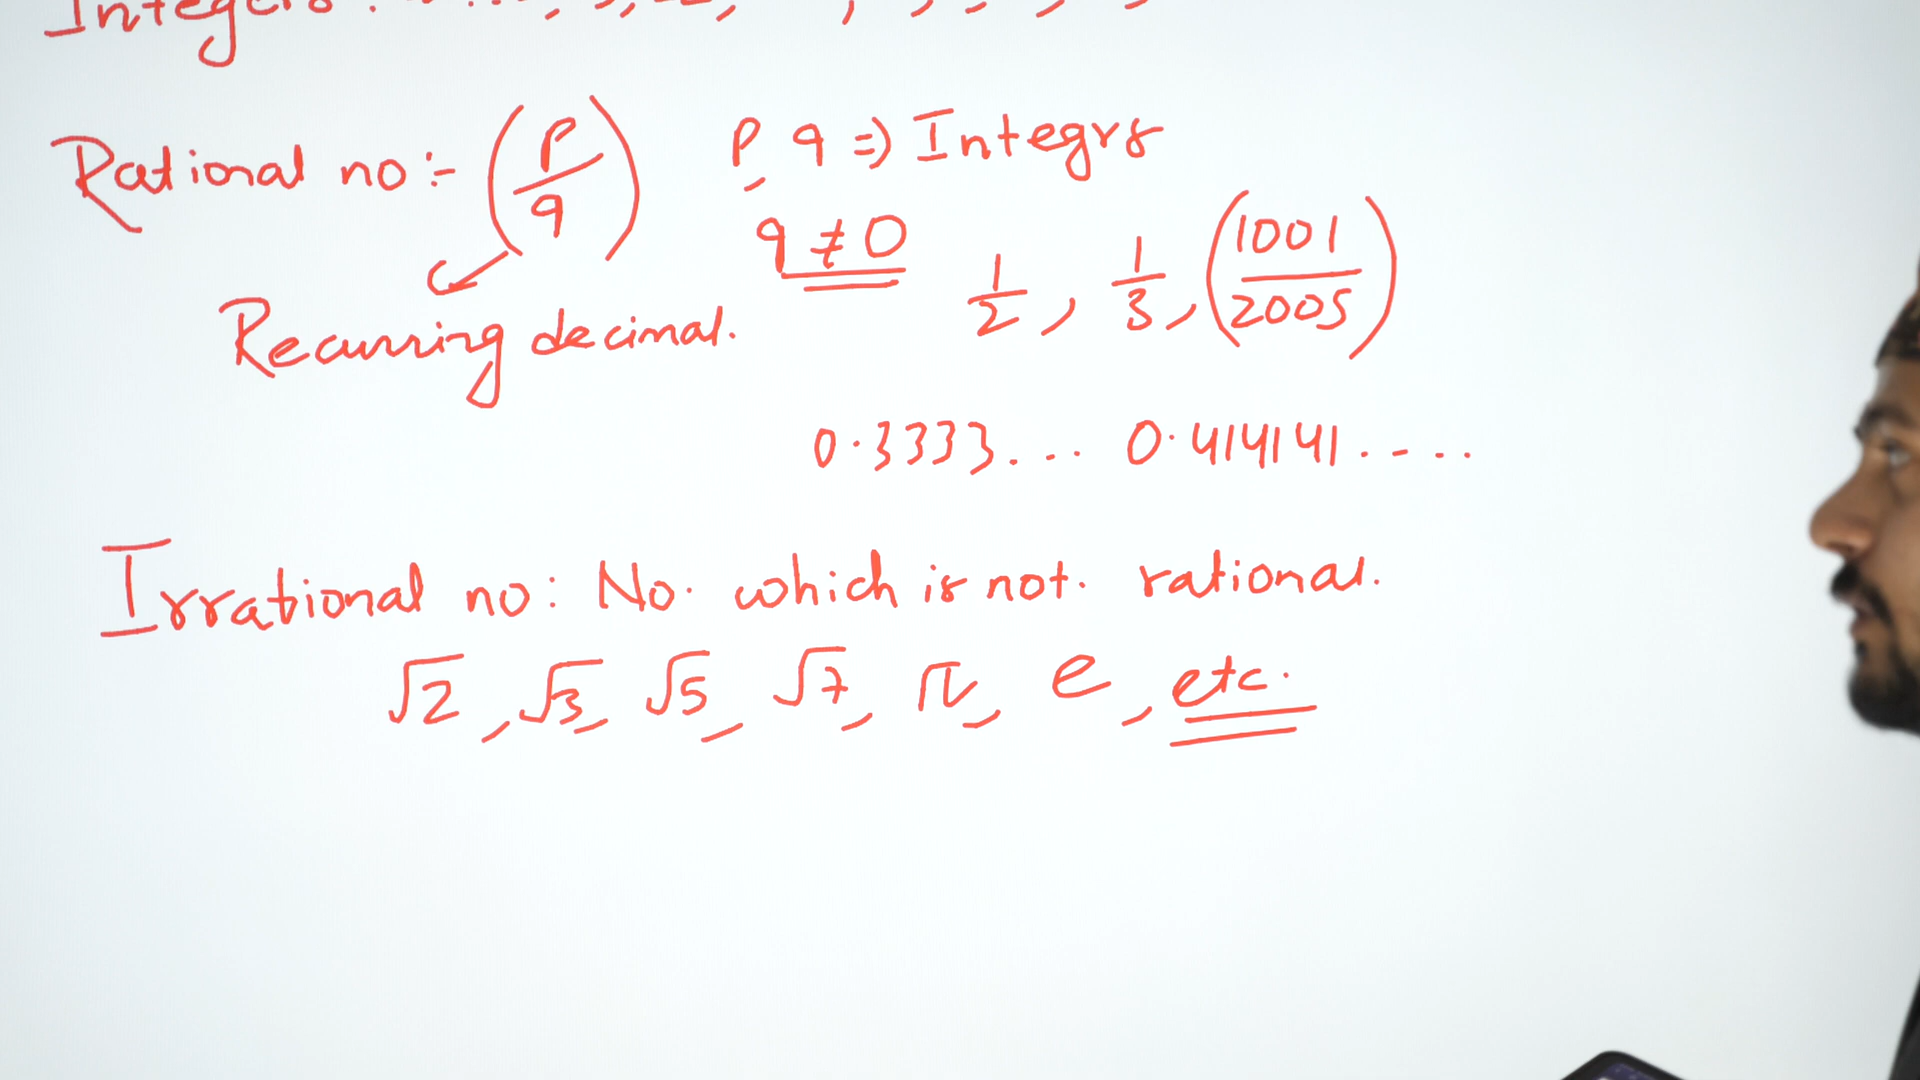 Integers :
Rational no :- (p/q) p, q => Integrs
q ≠ 0
1/2, 1/3, (1001/2005)
Recurring decimal.
0.3333... 0.414141.....
Irrational no: No. which is not. rational.
√2, √3, √5, √7, π, e, etc.